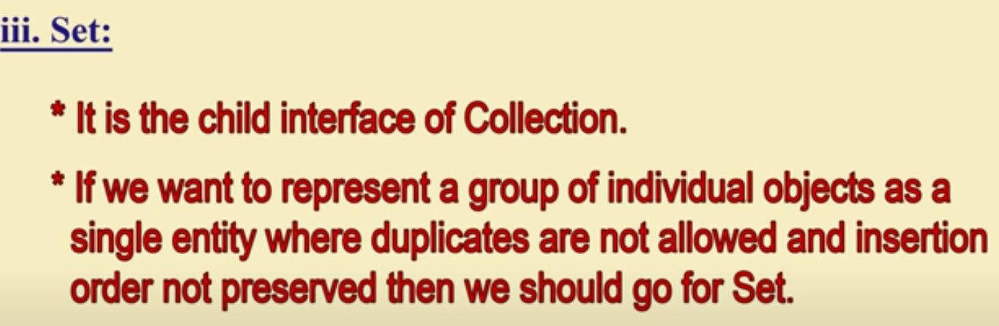 iii. Set:
* It is the child interface of Collection.
* If we want to represent a group of individual objects as a
single entity where duplicates are not allowed and insertion
order not preserved then we should go for Set.